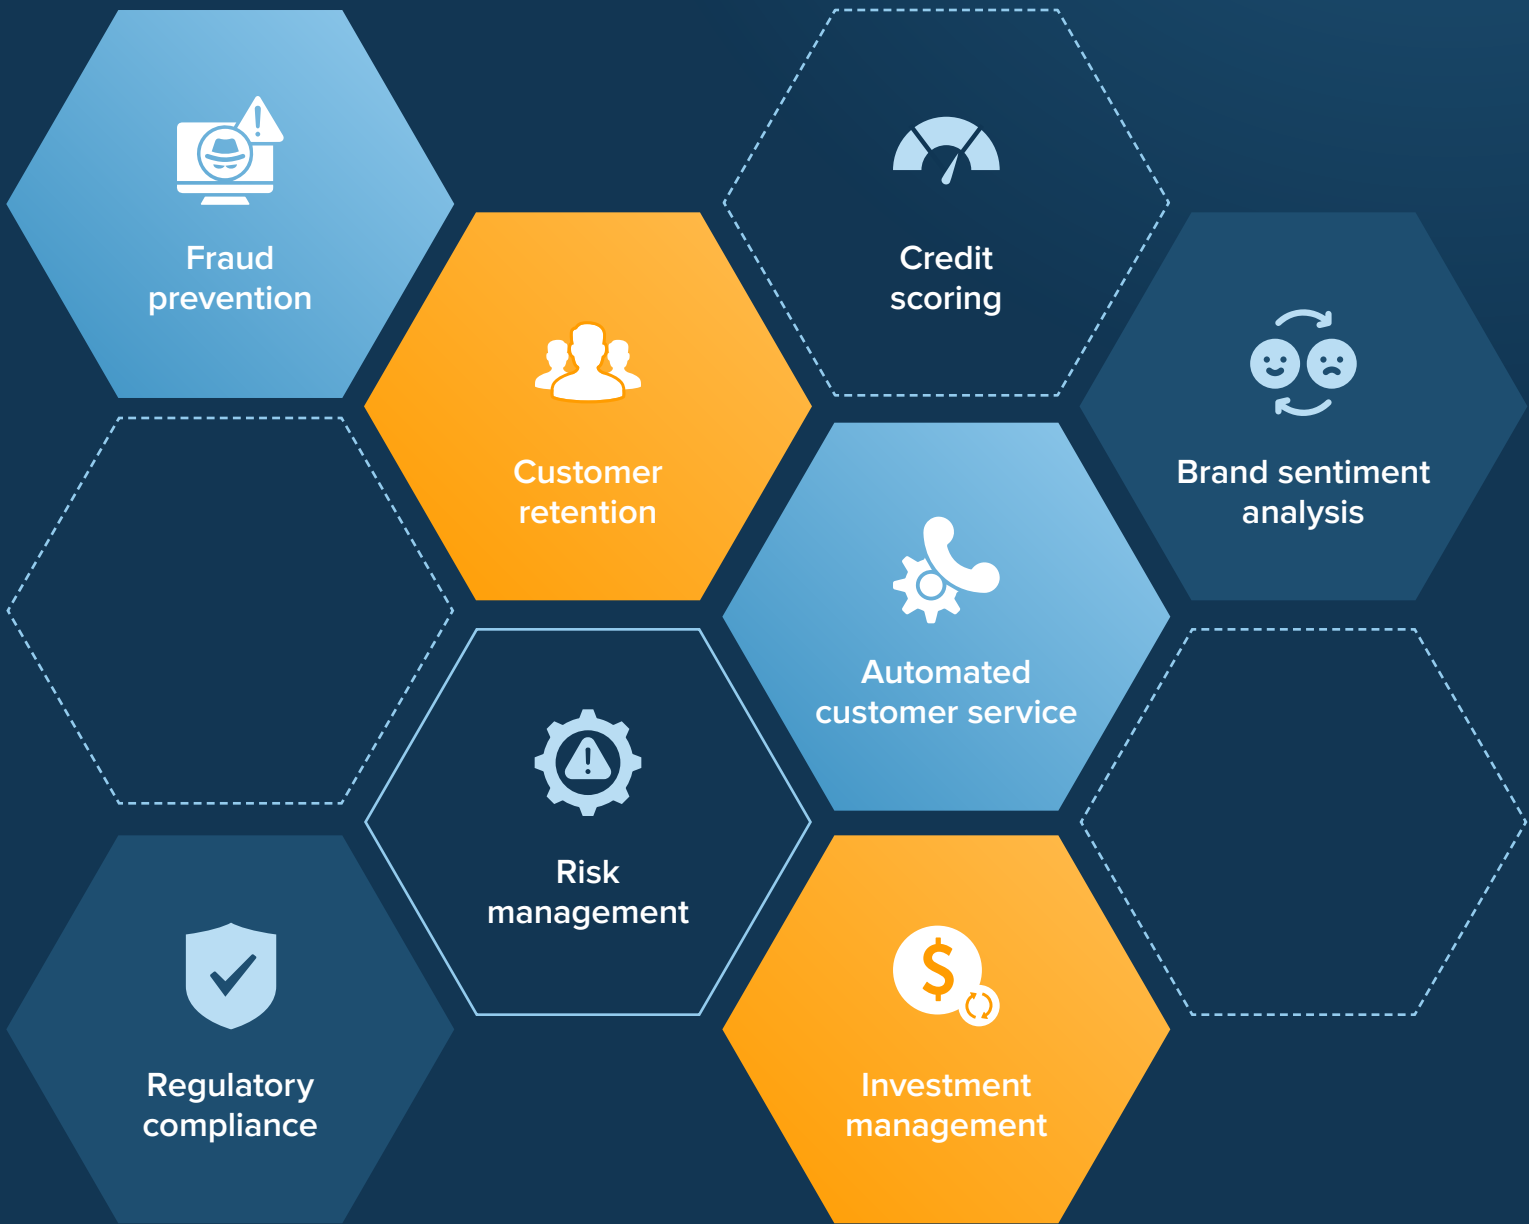 Fraud
prevention
Credit
scoring
Customer
retention
Brand sentiment
analysis
Automated
customer service
Risk
management
Regulatory
compliance
Investment
management